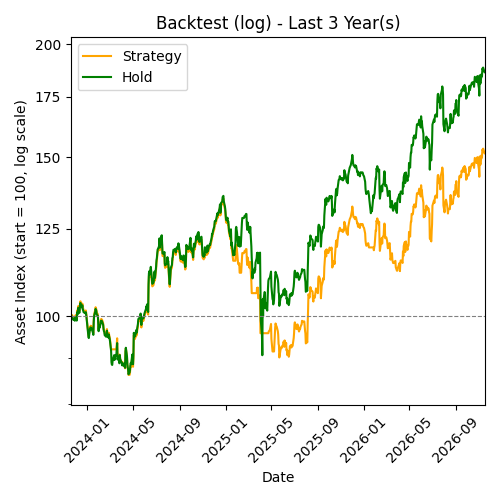 Backtest (log) - Last 3 Year(s)
Strategy
Hold
Asset Index (start = 100, log scale)
200
175
150
125
100
2024-01
2024-05
2024-09
2025-01
2025-05
2025-09
2026-01
2026-05
2026-09
Date